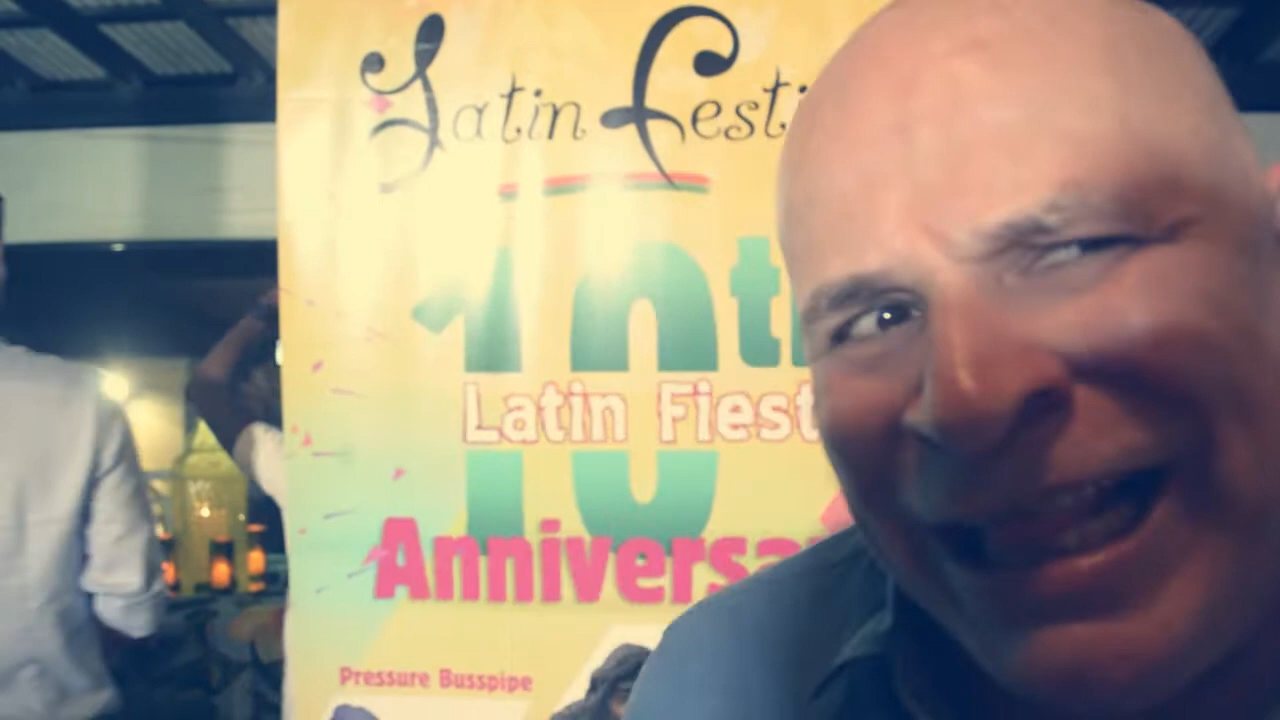 Latin Festi
10th
Latin Fiest
Anniversa
Pressure Busspipe